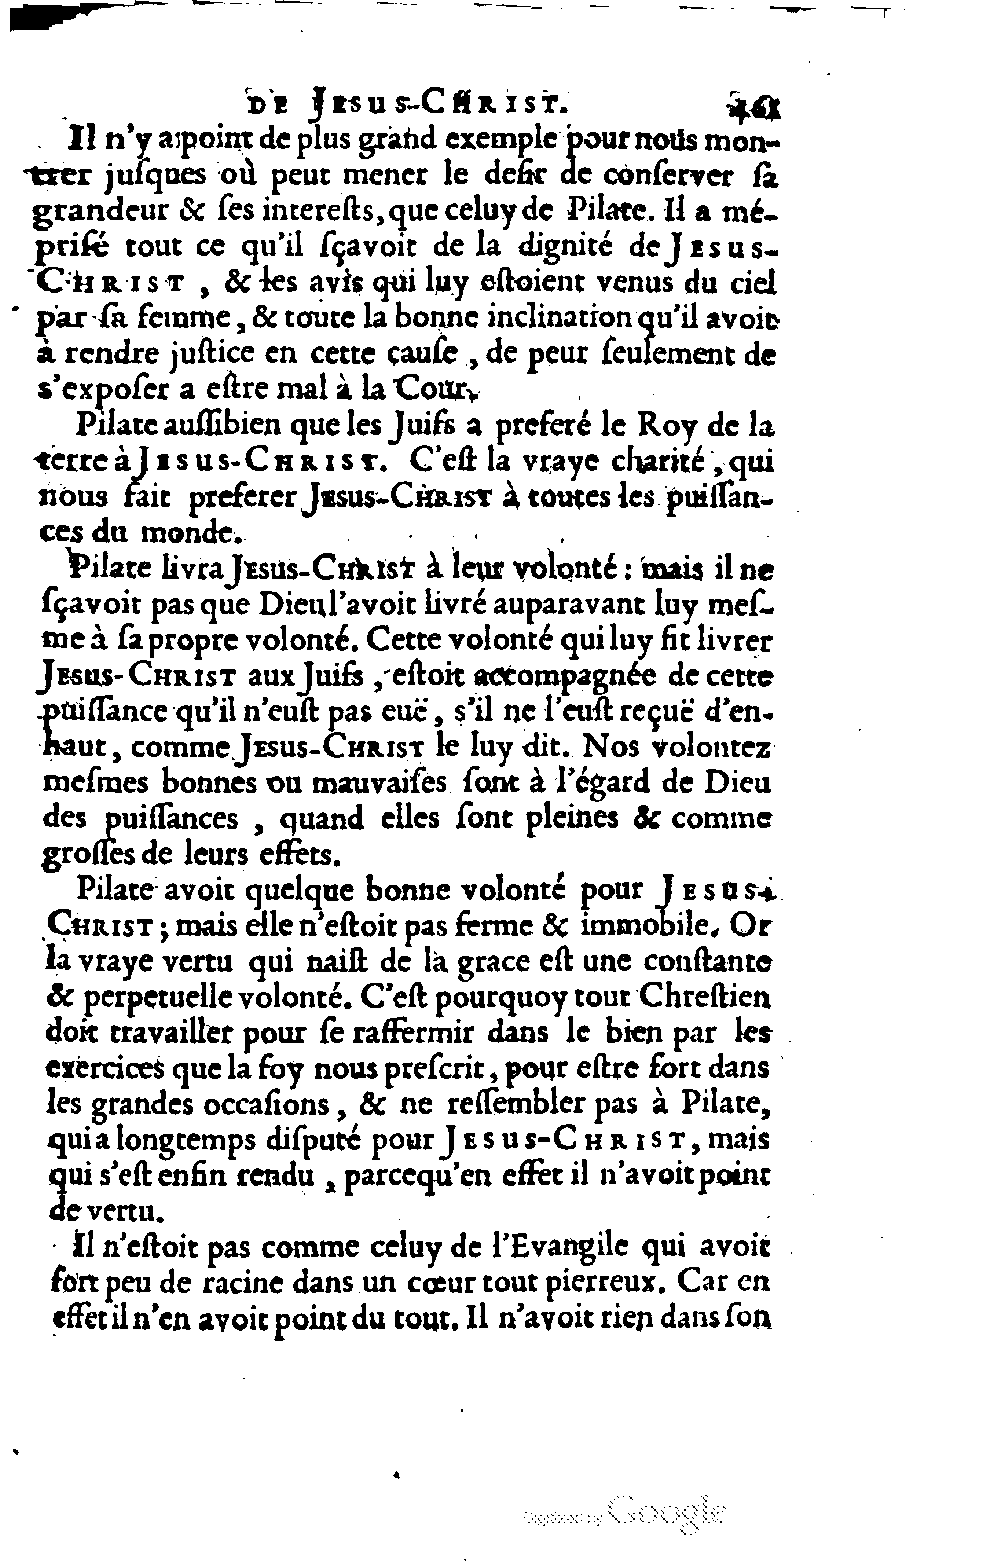 DE JESUS-CHRIST. 461
Il n'y a point de plus grand exemple pour nous mon-
trer juſques où peut mener le deſir de conſerver ſa
grandeur & ſes intereſts, que celuy de Pilate. Il a mé-
priſé tout ce qu'il ſçavoit de la dignité de JESUS-
CHRIST, & les avis qui luy eſtoient venus du ciel
par ſa femme, & toute la bonne inclination qu'il avoit
à rendre juſtice en cette cauſe, de peur ſeulement de
s'expoſer a eſtre mal à la Cour.
Pilate auſſibien que les Juifs a preferé le Roy de la
terre à JESUS-CHRIST. C'eſt la vraye charité, qui
nous fait preferer JESUS-CHRIST à toutes les puiſſan-
ces du monde.
Pilate livra JESUS-CHRIST à leur volonté: mais il ne
ſçavoit pas que Dieu l'avoit livré auparavant luy meſ-
me à ſa propre volonté. Cette volonté qui luy fit livrer
JESUS-CHRIST aux Juifs, eſtoit accompagnée de cette
puiſſance qu'il n'euſt pas euë, s'il ne l'euſt reçuë d'en-
haut, comme JESUS-CHRIST le luy dit. Nos volontez
meſmes bonnes ou mauvaiſes ſont à l'égard de Dieu
des puiſſances, quand elles ſont pleines & comme
groſſes de leurs effets.
Pilate avoit quelque bonne volonté pour JESUS-
CHRIST; mais elle n'eſtoit pas ferme & immobile. Or
la vraye vertu qui naiſt de la grace eſt une conſtante
& perpetuelle volonté. C'eſt pourquoy tout Chreſtien
doit travailler pour ſe raffermir dans le bien par les
exercices que la foy nous preſcrit, pour eſtre fort dans
les grandes occaſions, & ne reſſembler pas à Pilate,
qui a longtemps diſputé pour JESUS-CHRIST, mais
qui s'eſt enfin rendu, parcequ'en effet il n'avoit point
de vertu.
Il n'eſtoit pas comme celuy de l'Evangile qui avoit
fort peu de racine dans un cœur tout pierreux. Car en
effet il n'en avoit point du tout. Il n'avoit rien dans ſon
Digitized by Google